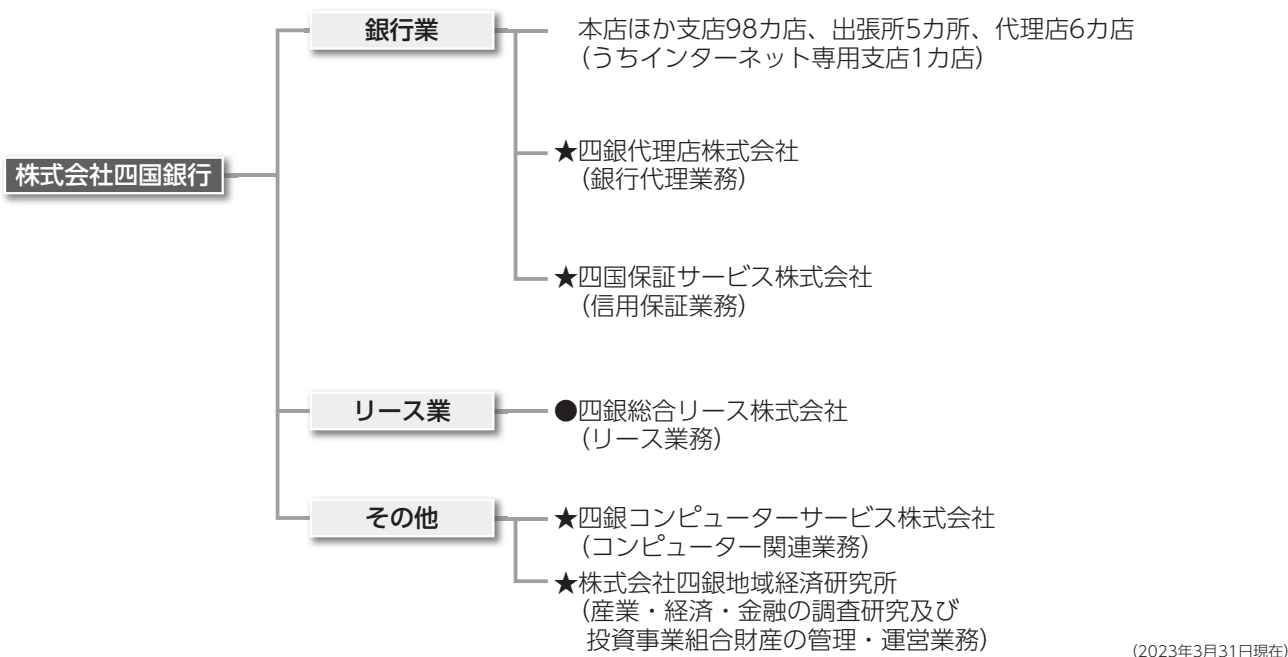 銀行業
本店ほか支店98カ店、出張所5カ所、代理店6カ店
(うちインターネット専用支店1カ店)
★四銀代理店株式会社
(銀行代理業務)
株式会社四国銀行
★四国保証サービス株式会社
(信用保証業務)
リース業
●四銀総合リース株式会社
(リース業務)
その他
★四銀コンピューターサービス株式会社
(コンピューター関連業務)
★株式会社四銀地域経済研究所
(産業・経済・金融の調査研究及び
投資事業組合財産の管理・運営業務)
(2023年3月31日現在)